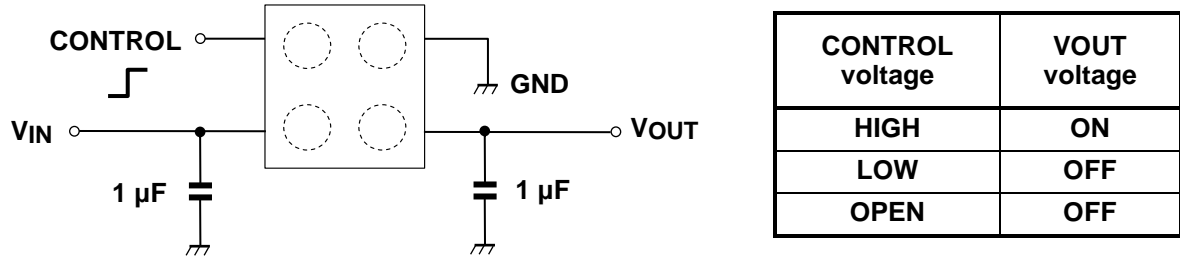 CONTROL
GND
VIN
VOUT
1 µF
1 µF
CONTROL voltage VOUT voltage
HIGH ON
LOW OFF
OPEN OFF